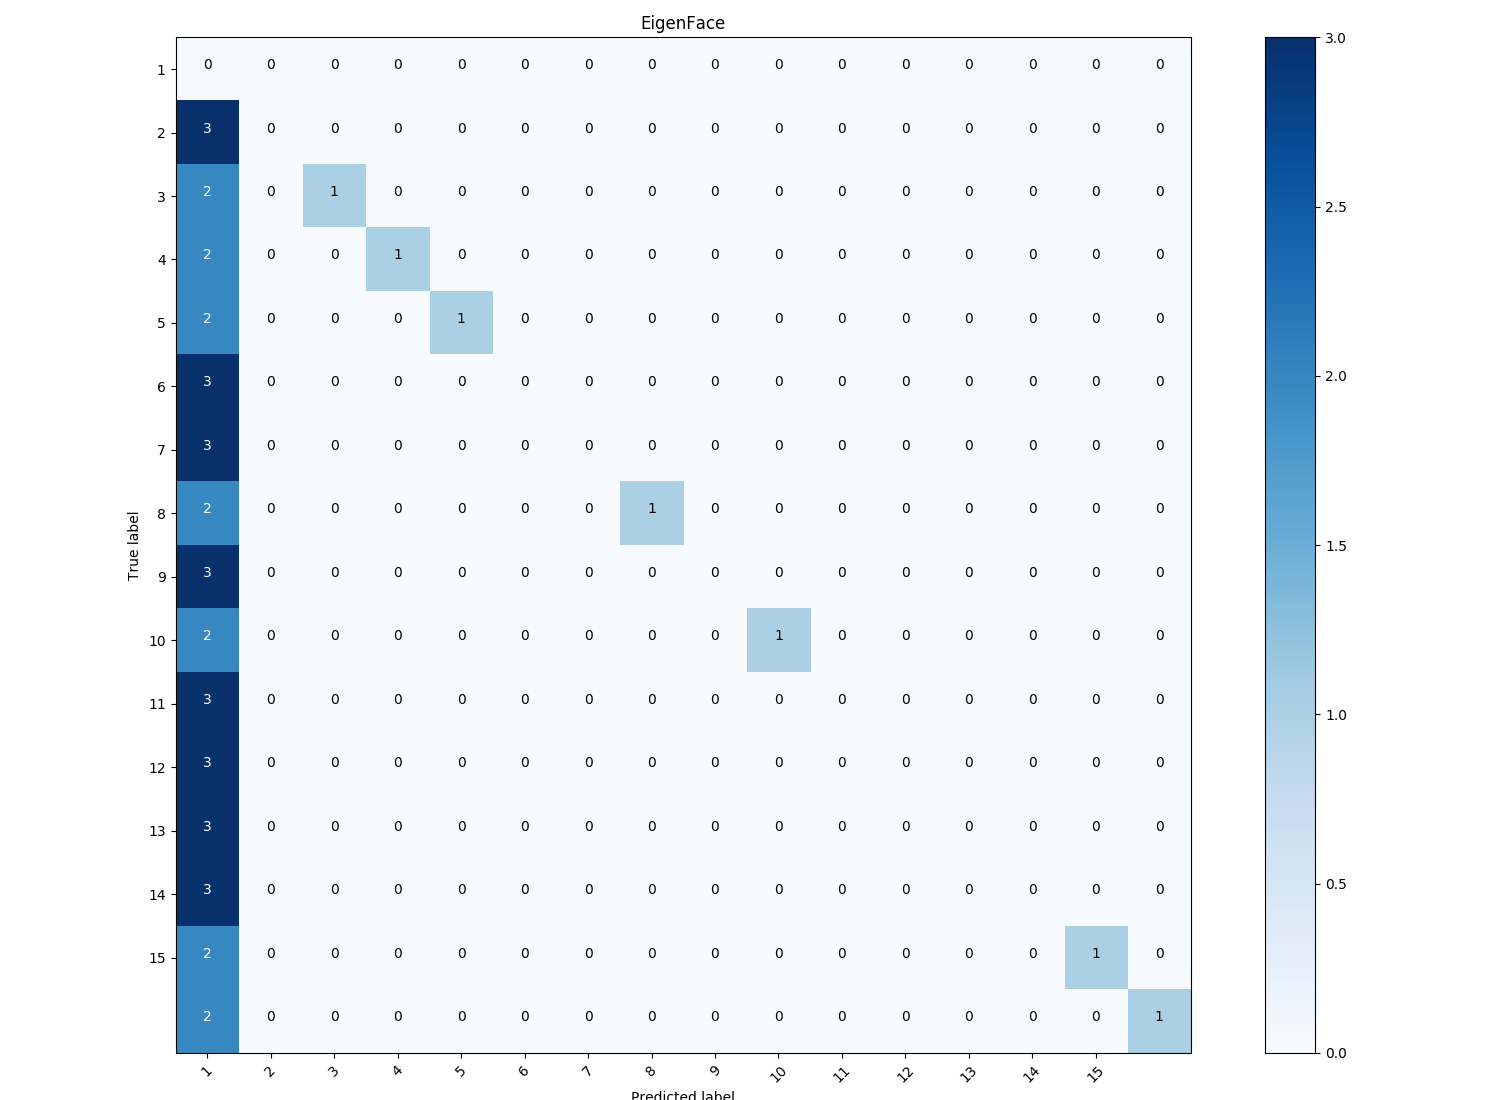 EigenFace
1 0 0 0 0 0 0 0 0 0 0 0 0 0 0 0 0
2 3 0 0 0 0 0 0 0 0 0 0 0 0 0 0 0
3 2 0 1 0 0 0 0 0 0 0 0 0 0 0 0 0
4 2 0 0 1 0 0 0 0 0 0 0 0 0 0 0 0
5 2 0 0 0 1 0 0 0 0 0 0 0 0 0 0 0
6 3 0 0 0 0 0 0 0 0 0 0 0 0 0 0 0
7 3 0 0 0 0 0 0 0 0 0 0 0 0 0 0 0
8 2 0 0 0 0 0 0 1 0 0 0 0 0 0 0 0
9 3 0 0 0 0 0 0 0 0 0 0 0 0 0 0 0
10 2 0 0 0 0 0 0 0 0 1 0 0 0 0 0 0
11 3 0 0 0 0 0 0 0 0 0 0 0 0 0 0 0
12 3 0 0 0 0 0 0 0 0 0 0 0 0 0 0 0
13 3 0 0 0 0 0 0 0 0 0 0 0 0 0 0 0
14 3 0 0 0 0 0 0 0 0 0 0 0 0 0 0 0
15 2 0 0 0 0 0 0 0 0 0 0 0 0 0 1 0
2 0 0 0 0 0 0 0 0 0 0 0 0 0 0 1
1 2 3 4 5 6 7 8 9 10 11 12 13 14 15
True label
Predicted label
3.0
2.5
2.0
1.5
1.0
0.5
0.0